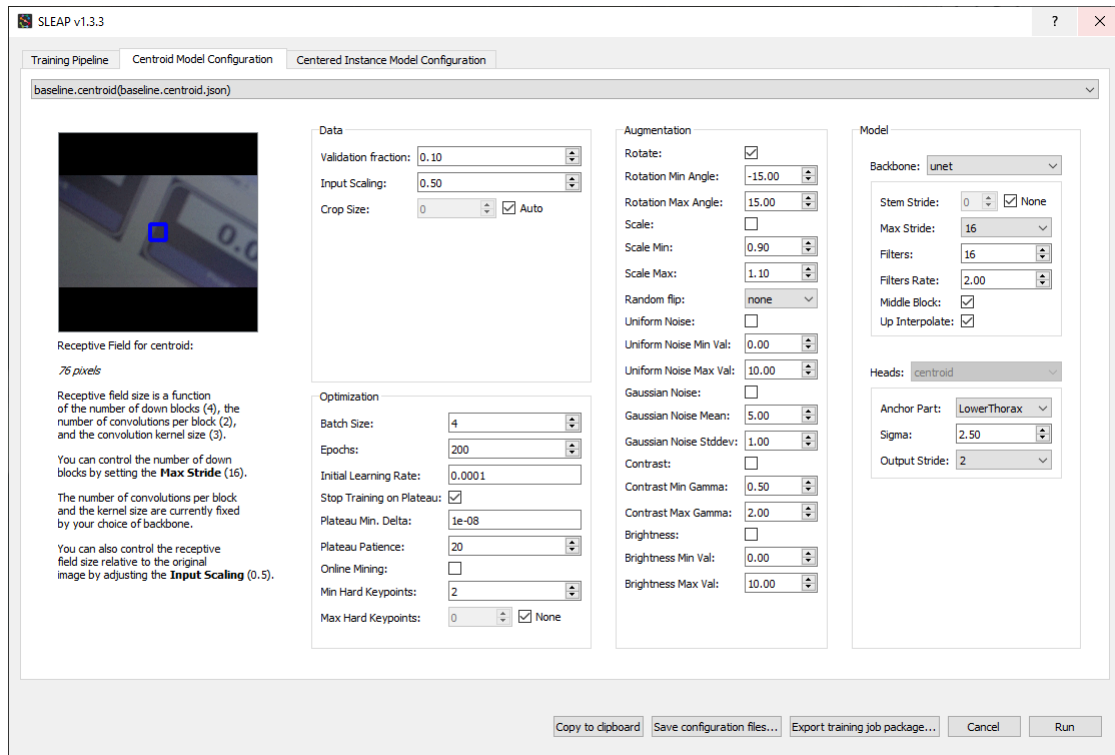 SLEAP v1.3.3
?
Training Pipeline
Centroid Model Configuration
Centered Instance Model Configuration
baseline.centroid(baseline.centroid.json)
0.0
Receptive Field for centroid:
76 pixels
Receptive field size is a function
of the number of down blocks (4), the
number of convolutions per block (2),
and the convolution kernel size (3).
You can control the number of down
blocks by setting the Max Stride (16).
The number of convolutions per block
and the kernel size are currently fixed
by your choice of backbone.
You can also control the receptive
field size relative to the original
image by adjusting the Input Scaling (0.5).
Data
Validation fraction: 0.10
Input Scaling: 0.50
Crop Size: 0 Auto
Optimization
Batch Size: 4
Epochs: 200
Initial Learning Rate: 0.0001
Stop Training on Plateau:
Plateau Min. Delta: 1e-08
Plateau Patience: 20
Online Mining:
Min Hard Keypoints: 2
Max Hard Keypoints: 0 None
Augmentation
Rotate:
Rotation Min Angle: -15.00
Rotation Max Angle: 15.00
Scale:
Scale Min: 0.90
Scale Max: 1.10
Random flip: none
Uniform Noise:
Uniform Noise Min Val: 0.00
Uniform Noise Max Val: 10.00
Gaussian Noise:
Gaussian Noise Mean: 5.00
Gaussian Noise Stddev: 1.00
Contrast:
Contrast Min Gamma: 0.50
Contrast Max Gamma: 2.00
Brightness:
Brightness Min Val: 0.00
Brightness Max Val: 10.00
Model
Backbone: unet
Stem Stride: 0 None
Max Stride: 16
Filters: 16
Filters Rate: 2.00
Middle Block:
Up Interpolate:
Heads: centroid
Anchor Part: LowerThorax
Sigma: 2.50
Output Stride: 2
Copy to clipboard
Save configuration files...
Export training job package...
Cancel
Run